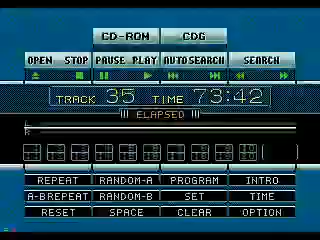 CD-ROM CDG
OPEN STOP PAUSE PLAY AUTOSEARCH SEARCH
TRACK 35 TIME 73:42
ELAPSED
L
R
REPEAT RANDOM-A PROGRAM INTRO
A-BREPEAT RANDOM-B SET TIME
RESET SPACE CLEAR OPTION